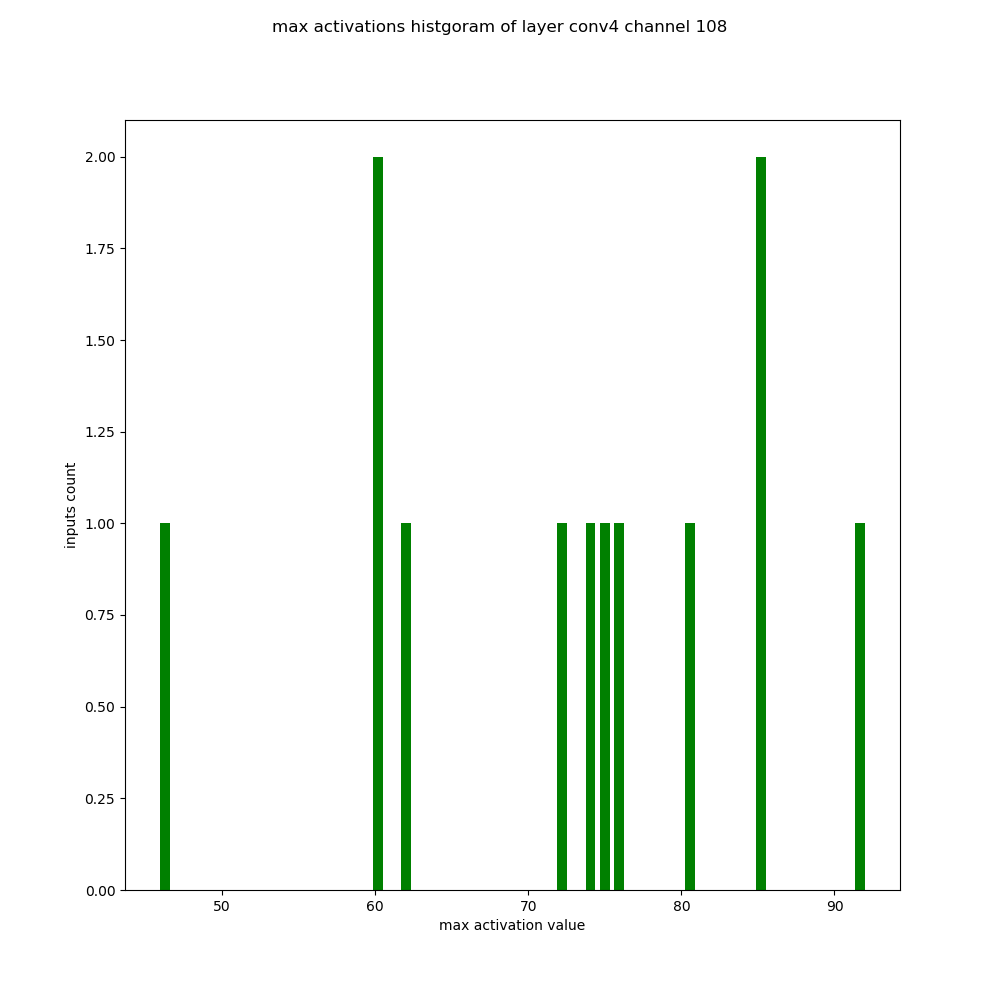 max activations histgoram of layer conv4 channel 108
2.00
1.75
1.50
1.25
1.00
0.75
0.50
0.25
0.00
inputs count
50 60 70 80 90
max activation value